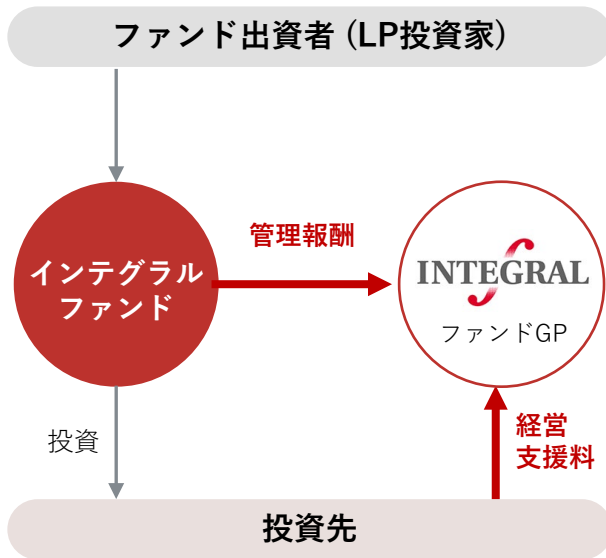 ファンド出資者 (LP投資家)
管理報酬
インテグラル
ファンド
INTEGRAL
ファンドGP
投資
経営
支援料
投資先